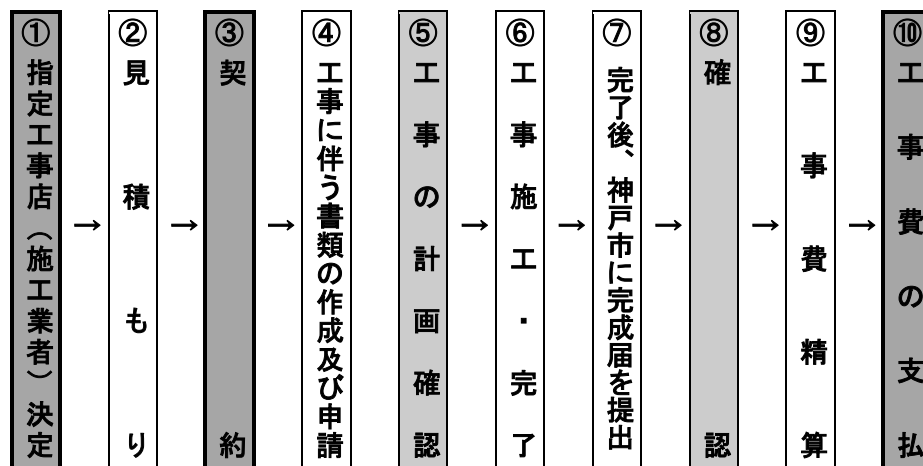 ①指定工事店（施工業者）決定
→
②見積もり
→
③契約
→
④工事に伴う書類の作成及び申請
⑤工事の計画確認
→
⑥工事施工・完了
→
⑦完了後、神戸市に完成届を提出
→
⑧確認
→
⑨工事費精算
→
⑩工事費の支払